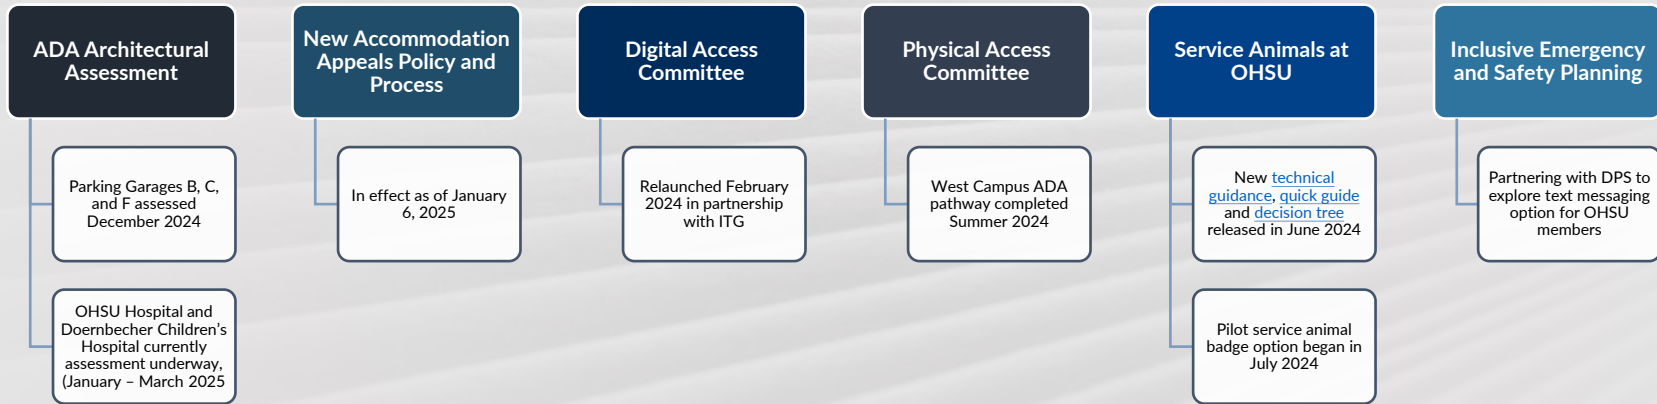 ADA Architectural
Assessment
Parking Garages B, C,
and F assessed
December 2024
OHSU Hospital and
Doernbecher Children's
Hospital currently
assessment underway,
(January – March 2025
New Accommodation
Appeals Policy and
Process
In effect as of January
6, 2025
Digital Access
Committee
Relaunched February
2024 in partnership
with ITG
Physical Access
Committee
West Campus ADA
pathway completed
Summer 2024
Service Animals at
OHSU
New technical
guidance, quick guide
and decision tree
released in June 2024
Pilot service animal
badge option began in
July 2024
Inclusive Emergency
and Safety Planning
Partnering with DPS to
explore text messaging
option for OHSU
members